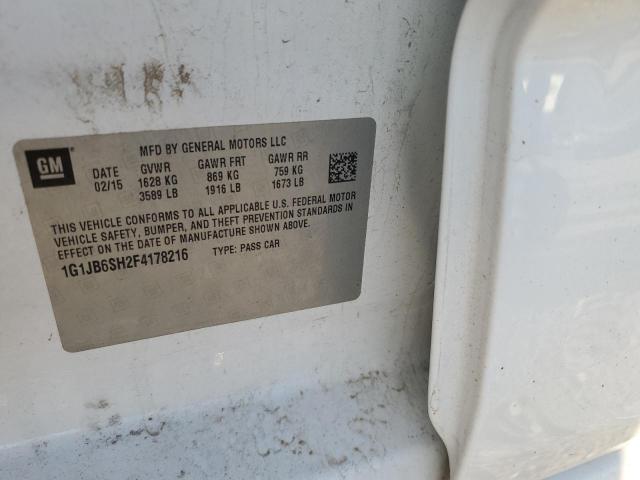 MFD BY GENERAL MOTORS LLC
GM
DATE GVWR GAWR FRT GAWR RR
02/15 1628 KG 869 KG 759 KG
3589 LB 1916 LB 1673 LB
THIS VEHICLE CONFORMS TO ALL APPLICABLE U.S. FEDERAL MOTOR
VEHICLE SAFETY, BUMPER, AND THEFT PREVENTION STANDARDS IN
EFFECT ON THE DATE OF MANUFACTURE SHOWN ABOVE.
1G1JB6SH2F4178216 TYPE: PASS CAR